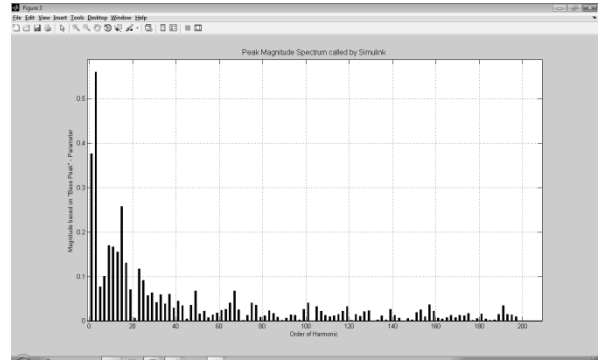 Figure 3
File Edit View Insert Tools Desktop Window Help
Peak Magnitude Spectrum called by Simulink
Magnitude based on "Base Peak" - Parameter
0.5
0.4
0.3
0.2
0.1
0
0 20 40 60 80 100 120 140 160 180 200
Order of Harmonic